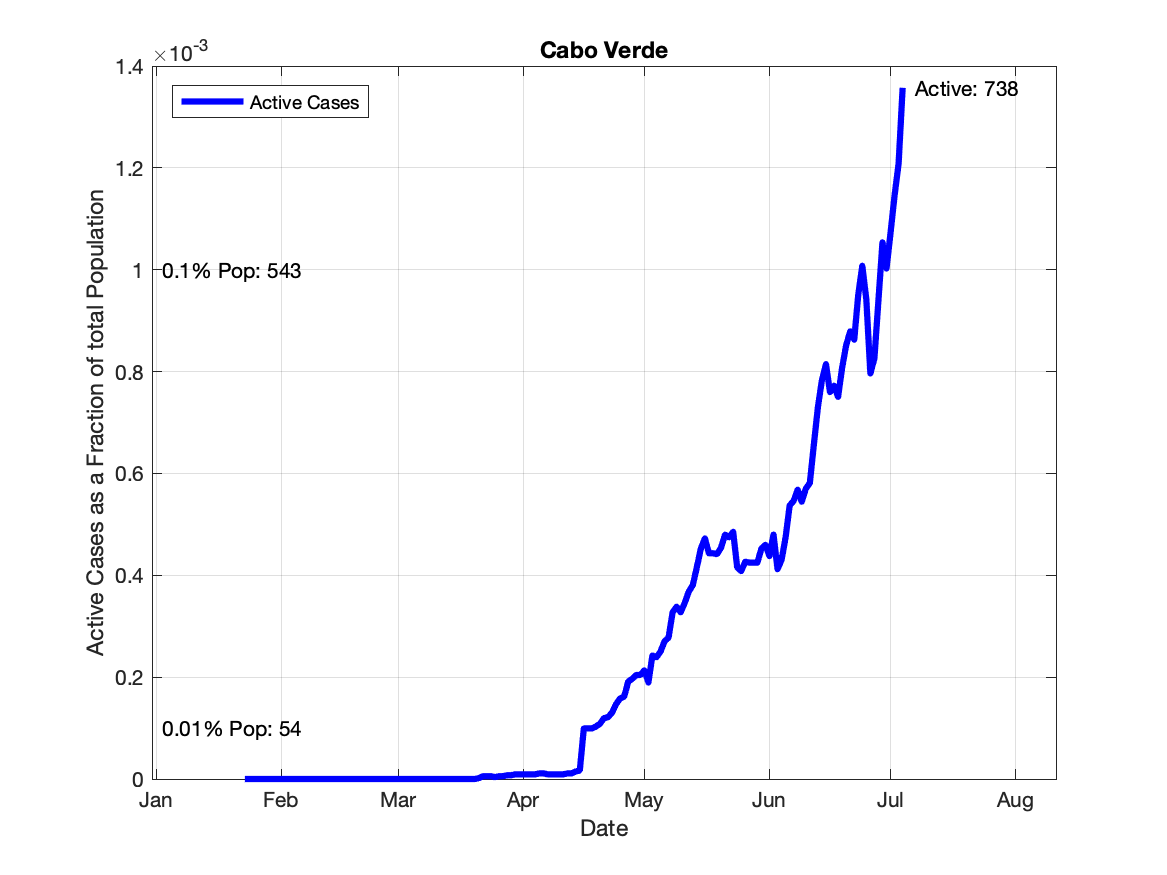 Cabo Verde
×10-3
1.4
1.2
1
0.8
0.6
0.4
0.2
0
Active Cases as a Fraction of total Population
Active Cases
Active: 738
0.1% Pop: 543
0.01% Pop: 54
Jan Feb Mar Apr May Jun Jul Aug
Date